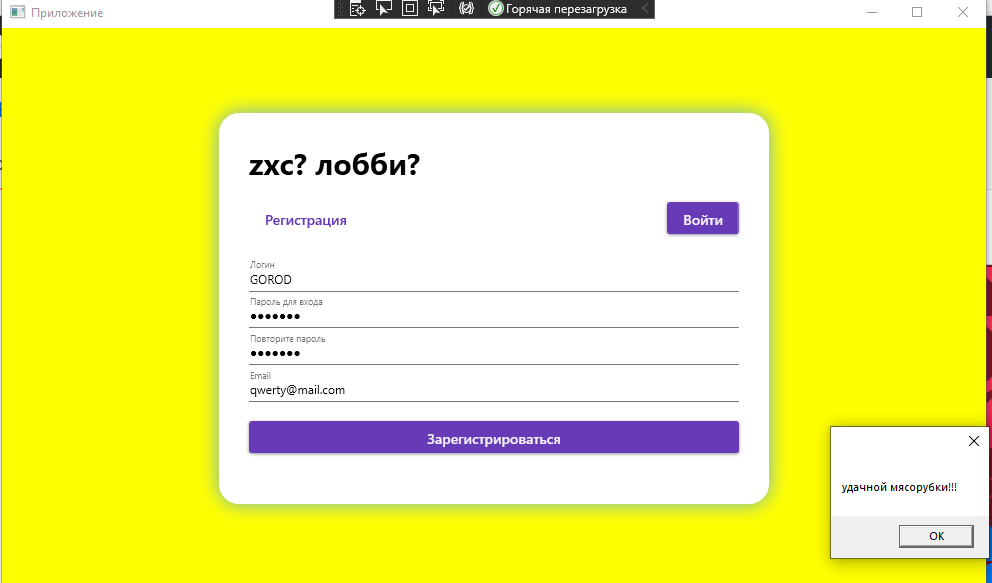 Приложение
Горячая перезагрузка
zxc? лобби?
Регистрация
Войти
Логин
GOROD
Пароль для входа
●●●●●●●
Повторите пароль
●●●●●●●
Email
qwerty@mail.com
Зарегистрироваться
удачной мясорубки!!!
OK